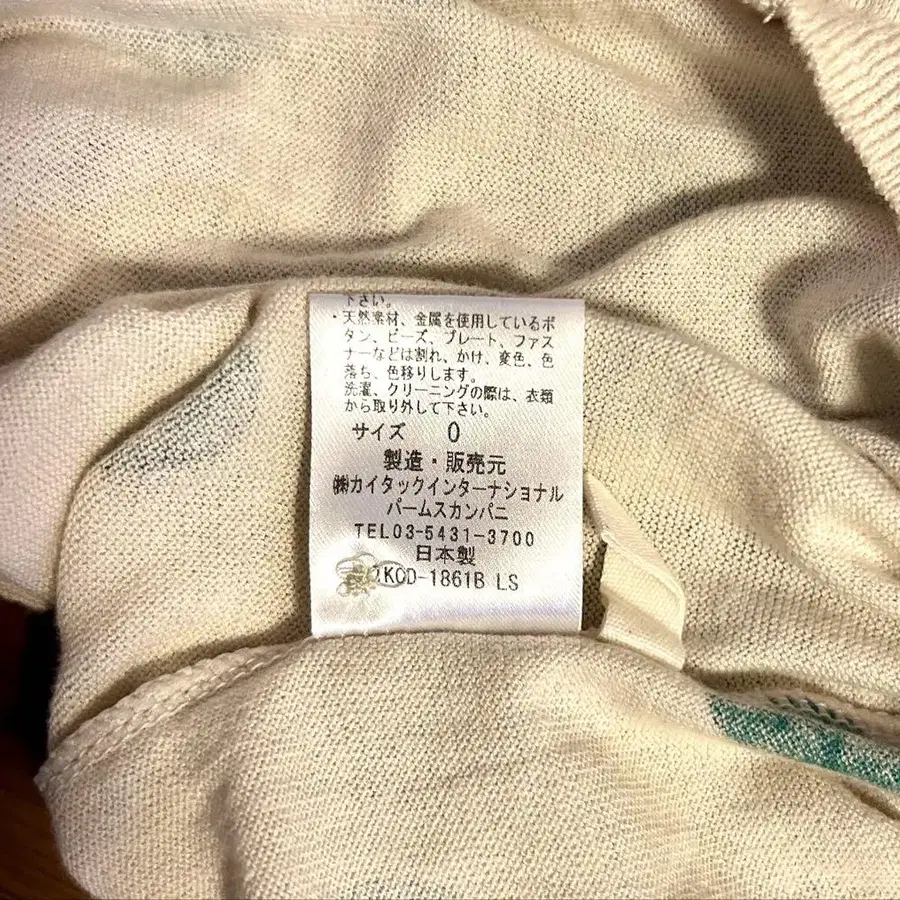 下さい。
・天然素材、金属を使用しているボ
タン、ビーズ、プレート、ファス
ナーなどは割れ、かけ、変色、色
落ち、色移りします。
洗濯、クリーニングの際は、衣類
から取り外して下さい。
サイズ 0
製造・販売元
㈱カイタックインターナショナル
パームスカンパニ
TEL03-5431-3700
日本製
2KCD-1861B LS